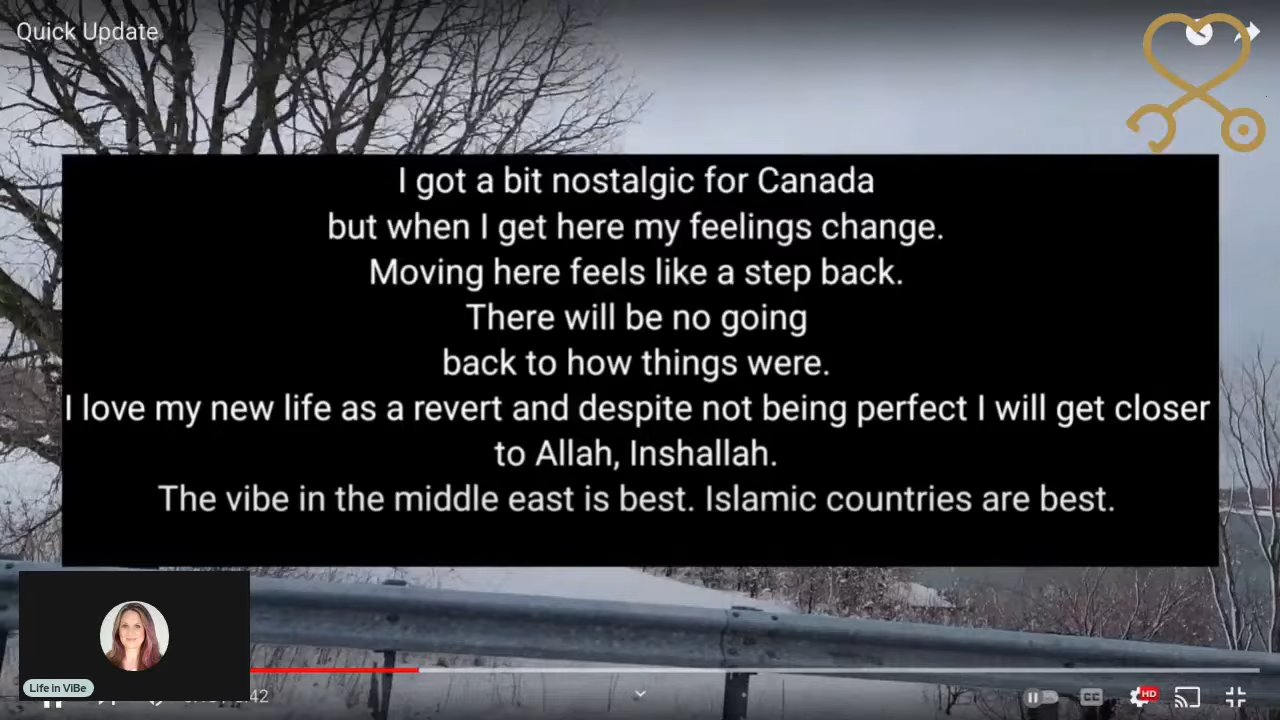 Quick Update
I got a bit nostalgic for Canada
but when I get here my feelings change.
Moving here feels like a step back.
There will be no going
back to how things were.
I love my new life as a revert and despite not being perfect I will get closer
to Allah, Inshallah.
The vibe in the middle east is best. Islamic countries are best.
Life in ViBe
CC
HD